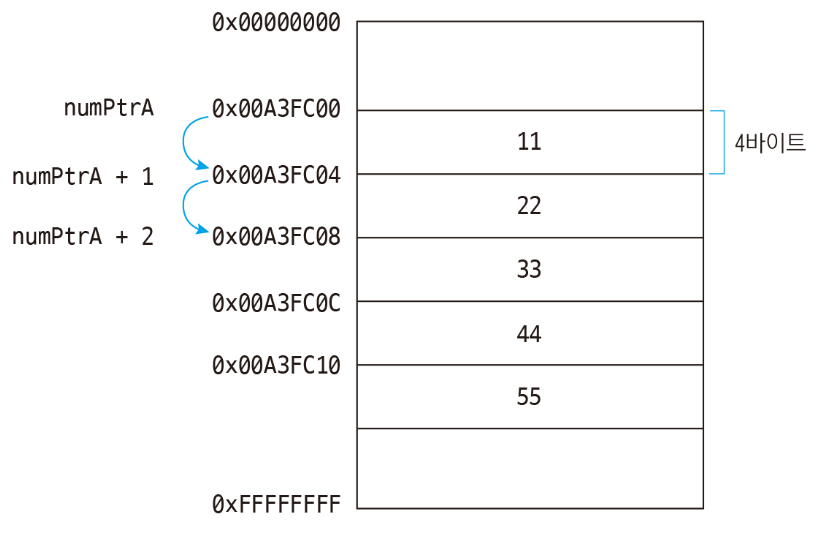 0x00000000
numPtrA 0x00A3FC00
11 4바이트
numPtrA + 1 0x00A3FC04
22
numPtrA + 2 0x00A3FC08
33
0x00A3FC0C
44
0x00A3FC10
55
0xFFFFFFFF